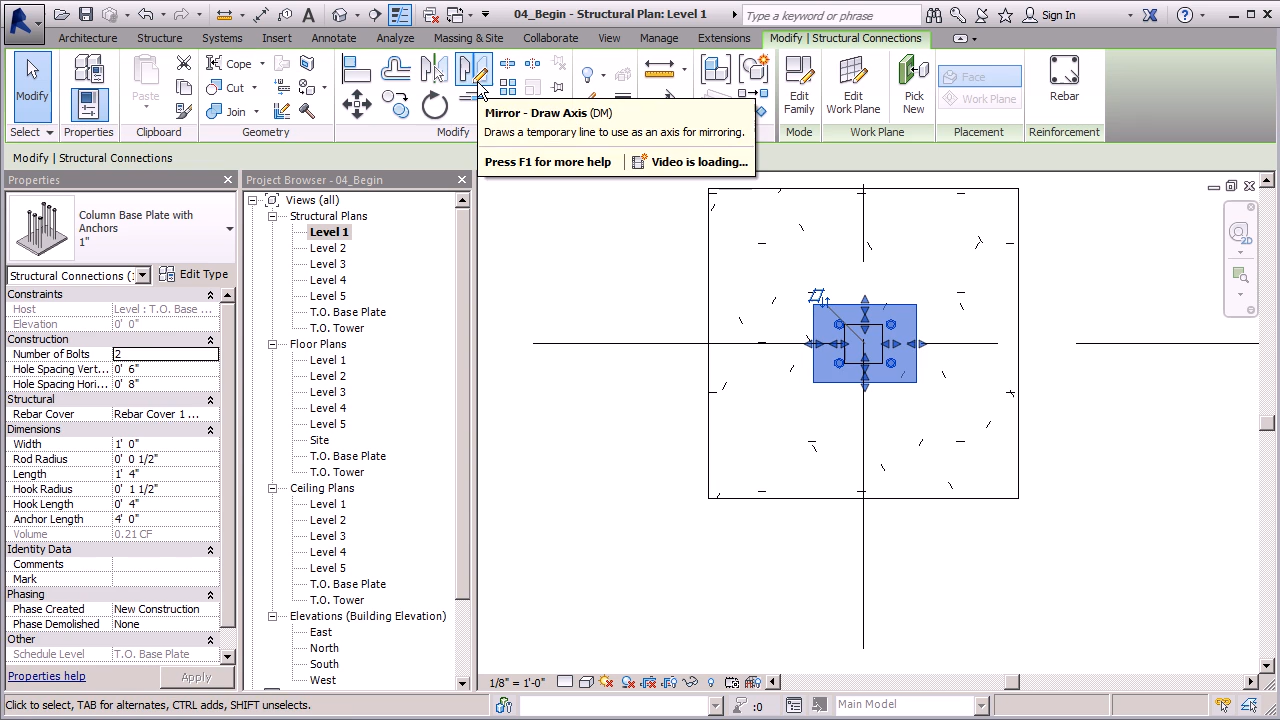 04_Begin - Structural Plan: Level 1
Type a keyword or phrase
Sign In
Architecture
Structure
Systems
Insert
Annotate
Analyze
Massing & Site
Collaborate
View
Manage
Extensions
Modify | Structural Connections
Modify
Paste
Cope
Cut
Join
Edit Family
Edit Work Plane
Pick New
Face
Work Plane
Rebar
Select
Properties
Clipboard
Geometry
Modify
Mode
Work Plane
Placement
Reinforcement
Mirror - Draw Axis (DM)
Draws a temporary line to use as an axis for mirroring.
Press F1 for more help
Video is loading...
Modify | Structural Connections
Properties
Column Base Plate with Anchors
1"
Structural Connections (
Edit Type
Constraints
Host
Level : T.O. Base ...
Elevation
0' 0"
Construction
Number of Bolts
2
Hole Spacing Vert...
0' 6"
Hole Spacing Hori...
0' 8"
Structural
Rebar Cover
Rebar Cover 1 ...
Dimensions
Width
1' 0"
Rod Radius
0' 0 1/2"
Length
1' 4"
Hook Radius
0' 1 1/2"
Hook Length
0' 4"
Anchor Length
4' 0"
Volume
0.21 CF
Identity Data
Comments
Mark
Phasing
Phase Created
New Construction
Phase Demolished
None
Other
Schedule Level
T.O. Base Plate
Properties help
Apply
Project Browser - 04_Begin
Views (all)
Structural Plans
Level 1
Level 2
Level 3
Level 4
Level 5
T.O. Base Plate
T.O. Tower
Floor Plans
Level 1
Level 2
Level 3
Level 4
Level 5
Site
T.O. Base Plate
T.O. Tower
Ceiling Plans
Level 1
Level 2
Level 3
Level 4
Level 5
T.O. Base Plate
T.O. Tower
Elevations (Building Elevation)
East
North
South
West
2D
1/8" = 1'-0"
Click to select, TAB for alternates, CTRL adds, SHIFT unselects.
:0
Main Model